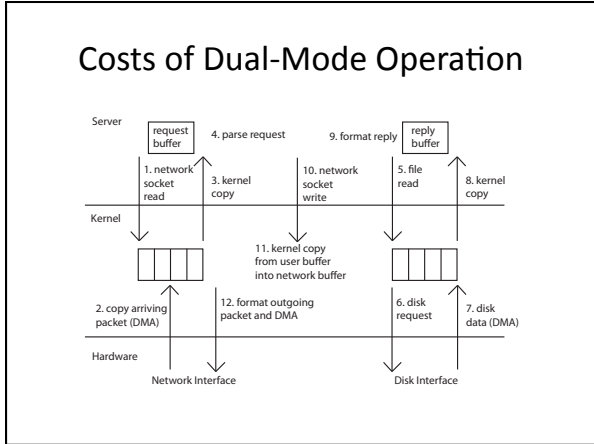 Costs of Dual-Mode Operation
Server
request
buffer
4. parse request
9. format reply
reply
buffer
1. network
socket
read
3. kernel
copy
10. network
socket
write
5. file
read
8. kernel
copy
Kernel
11. kernel copy
from user buffer
into network buffer
2. copy arriving
packet (DMA)
12. format outgoing
packet and DMA
6. disk
request
7. disk
data (DMA)
Hardware
Network Interface
Disk Interface